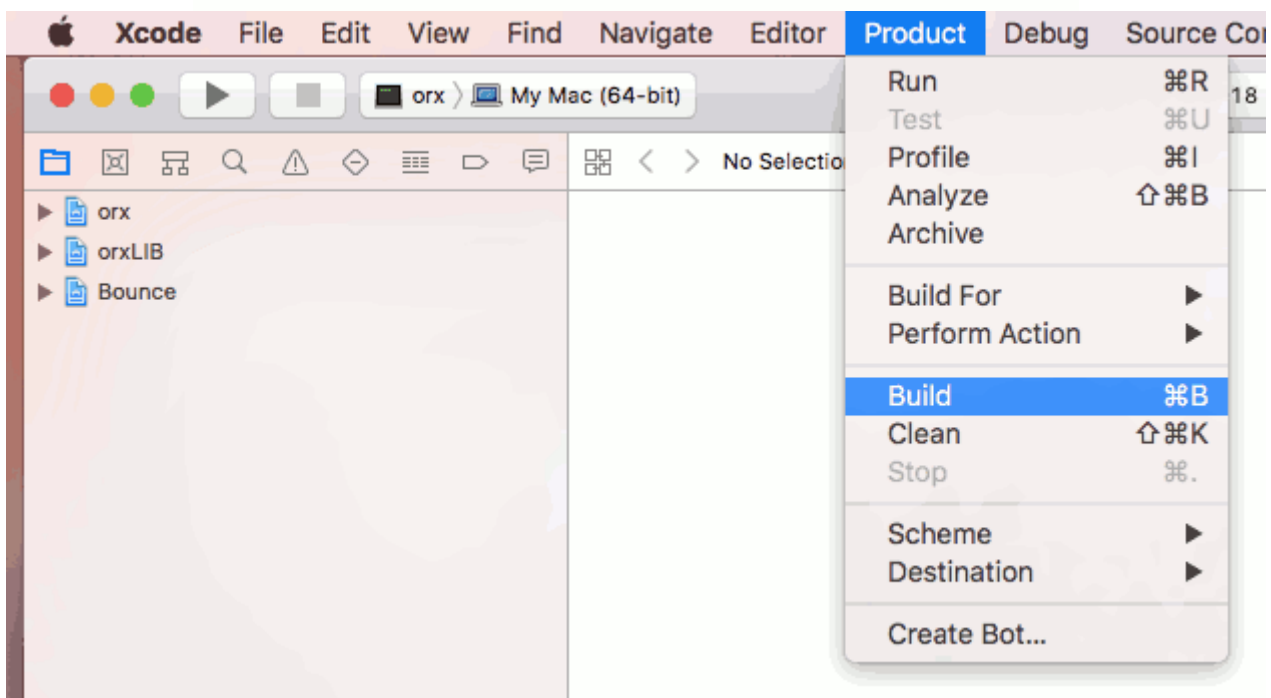 Xcode File Edit View Find Navigate Editor Product Debug Source Cor
orx My Mac (64-bit)
18
No Selectio
orx
orxLIB
Bounce
Run ⌘R
Test ⌘U
Profile ⌘I
Analyze ⇧⌘B
Archive
Build For
Perform Action
Build ⌘B
Clean ⇧⌘K
Stop ⌘.
Scheme
Destination
Create Bot...